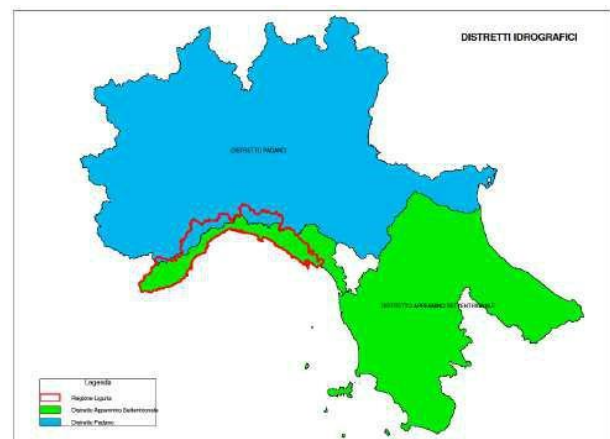 DISTRETTI IDROGRAFICI
DISTRETTO PADANO
DISTRETTO APPENNINO SETTENTRIONALE
Legenda
Regione Liguria
Distretto Appennino Settentrionale
Distretto Padano